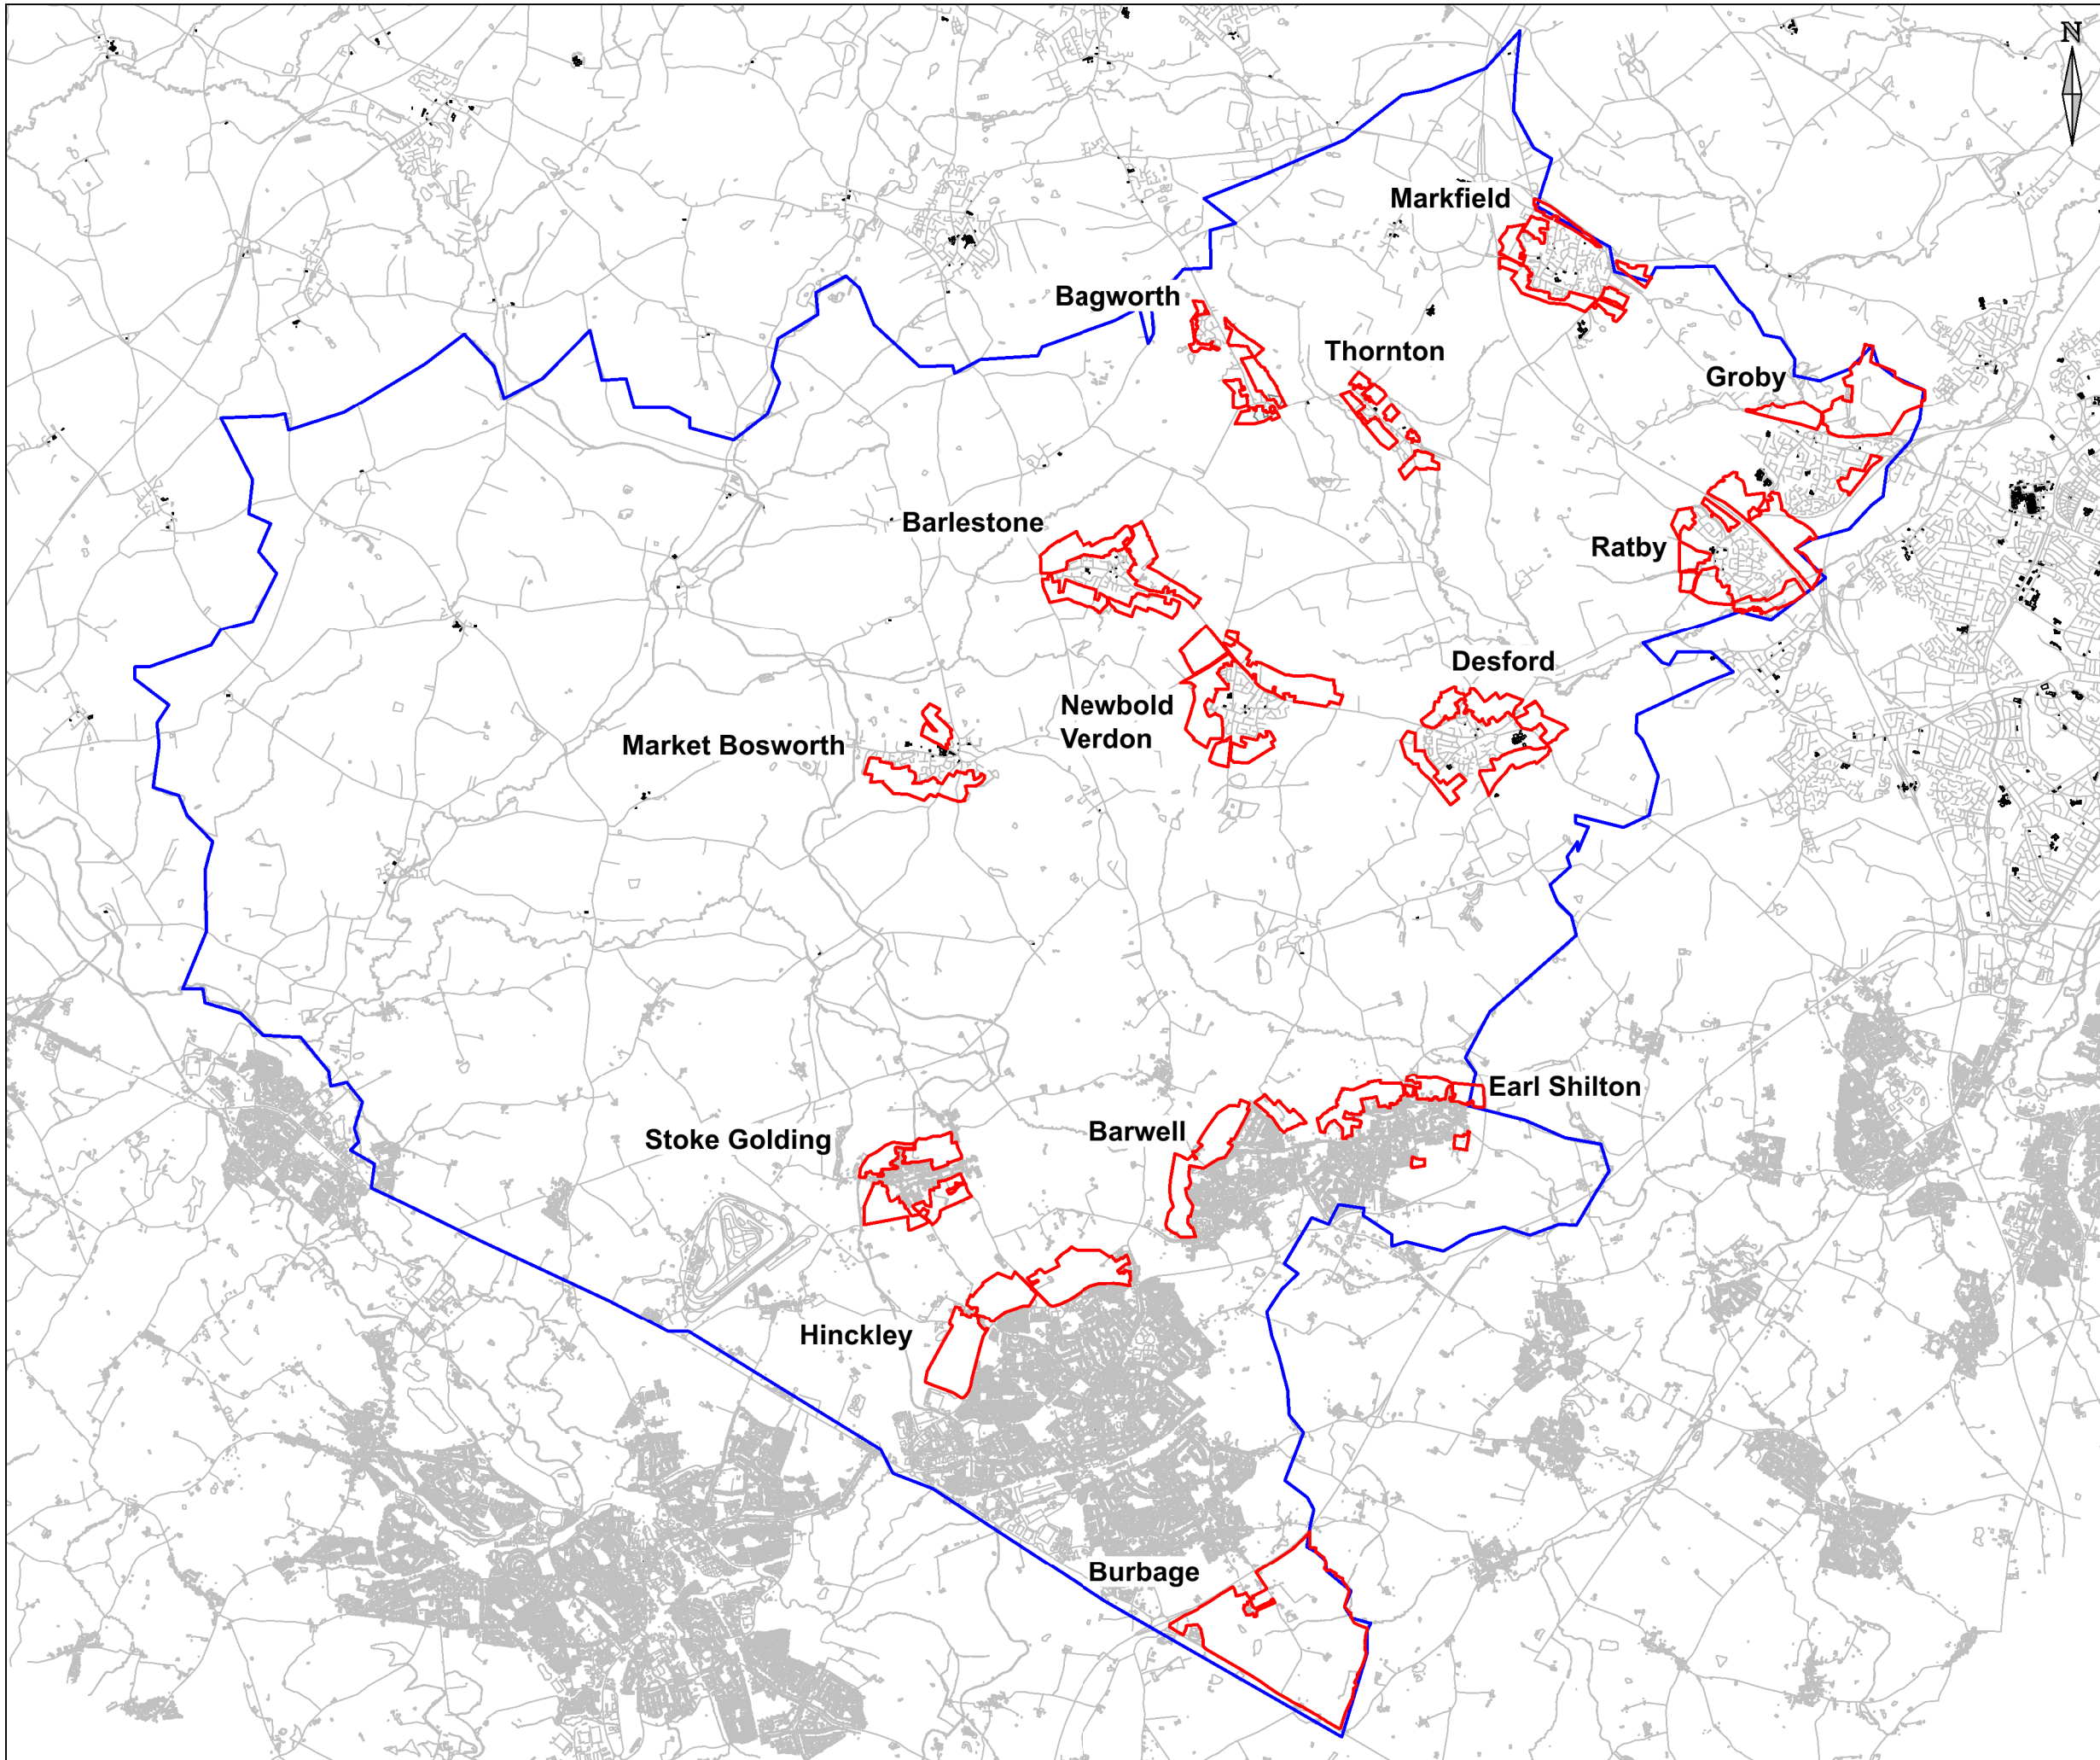 N
Markfield
Bagworth
Thornton
Groby
Barlestone
Ratby
Desford
Newbold
Verdon
Market Bosworth
Earl Shilton
Barwell
Stoke Golding
Hinckley
Burbage